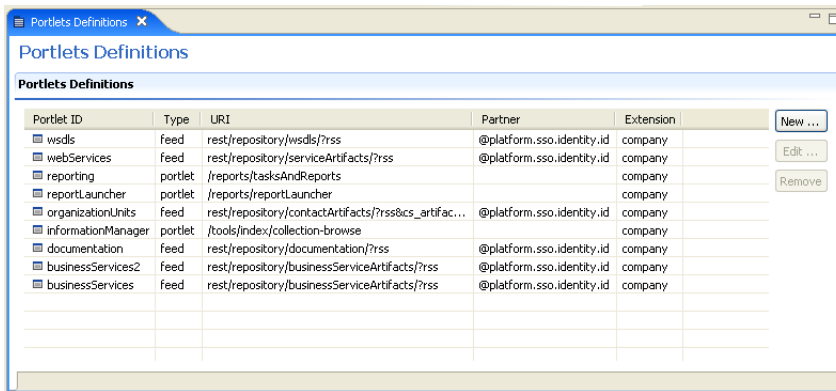 Portlets Definitions
Portlets Definitions
Portlets Definitions
Portlet ID Type URI Partner Extension
wsdls feed rest/repository/wsdls/?rss @platform.sso.identity.id company
webServices feed rest/repository/serviceArtifacts/?rss @platform.sso.identity.id company
reporting portlet /reports/tasksAndReports company
reportLauncher portlet /reports/reportLauncher company
organizationUnits feed rest/repository/contactArtifacts/?rss&cs_artifac... @platform.sso.identity.id company
informationManager portlet /tools/index/collection-browse company
documentation feed rest/repository/documentation/?rss @platform.sso.identity.id company
businessServices2 feed rest/repository/businessServiceArtifacts/?rss @platform.sso.identity.id company
businessServices feed rest/repository/businessServiceArtifacts/?rss @platform.sso.identity.id company
New ...
Edit ...
Remove